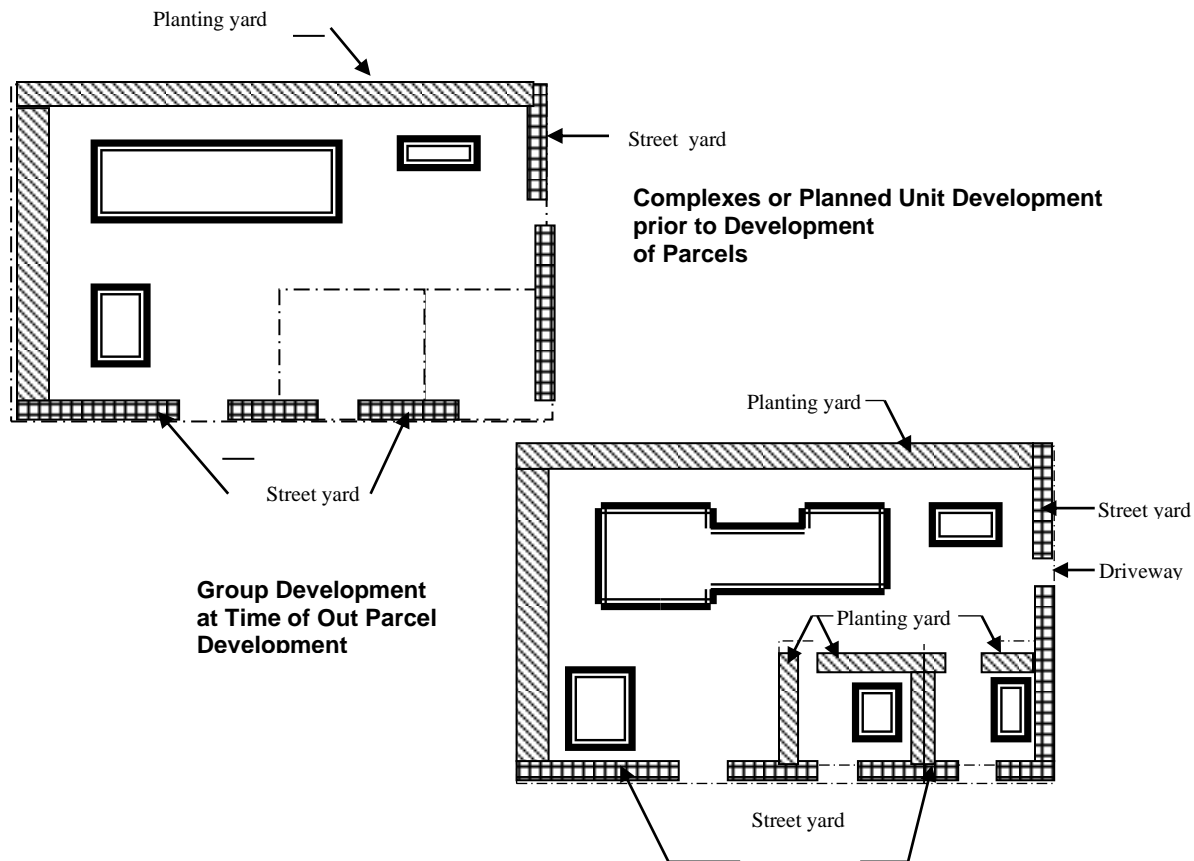 Planting yard
Street yard
Complexes or Planned Unit Development
prior to Development
of Parcels
Planting yard
Street yard
Street yard
Driveway
Group Development
at Time of Out Parcel
Development
Planting yard
Street yard